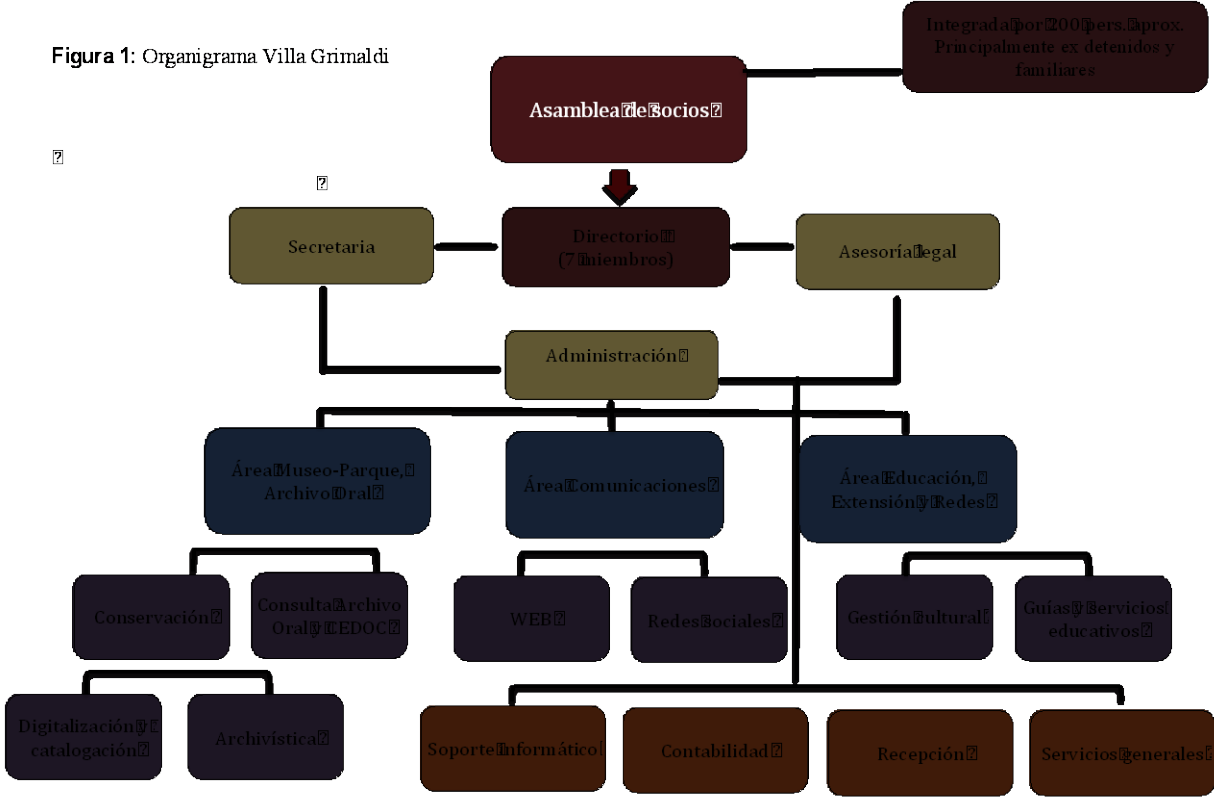 Figura 1: Organigrama Villa Grimaldi
Integrada por 200 pers. aprox.
Principalmente ex detenidos y
familiares
Asamblea de socios
Secretaria
Directorio
(7 miembros)
Asesoría legal
Administración
Área Museo-Parque,
Archivo Oral
Área Comunicaciones
Área Educación,
Extensión y Redes
Conservación
Consulta Archivo
Oral y CEDOC
WEB
Redes sociales
Gestión cultural
Guías y servicios
educativos
Digitalización y
catalogación
Archivística
Soporte Informático
Contabilidad
Recepción
Servicios generales